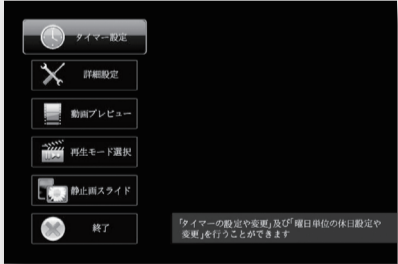 タイマー設定
詳細設定
動画プレビュー
再生モード選択
静止画スライド
終了
「タイマーの設定や変更」及び「曜日単位の休日設定や
変更」を行うことができます